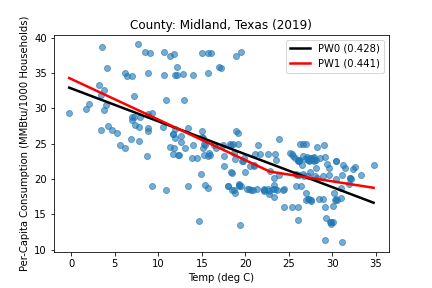 County: Midland, Texas (2019)
PW0 (0.428)
PW1 (0.441)
Per-Capita Consumption (MMBtu/1000 Households)
40
35
30
25
20
15
10
0 5 10 15 20 25 30 35
Temp (deg C)